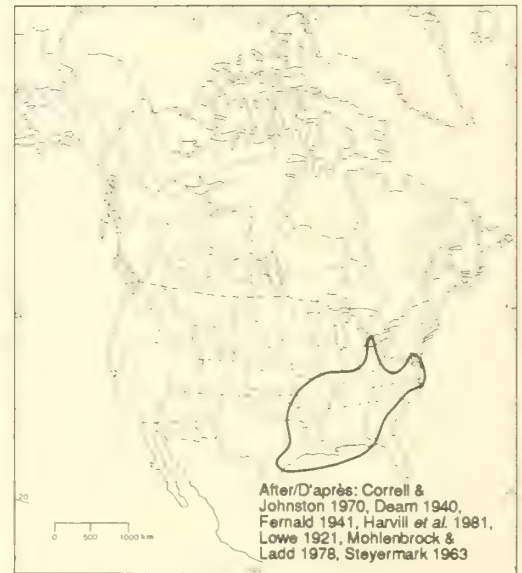 After/D'après: Correll &
Johnston 1970, Deam 1940,
Fernald 1941, Harvill et al. 1981,
Lowe 1921, Mohlenbrock &
Ladd 1978, Steyermark 1963
20
0 500 1000 km